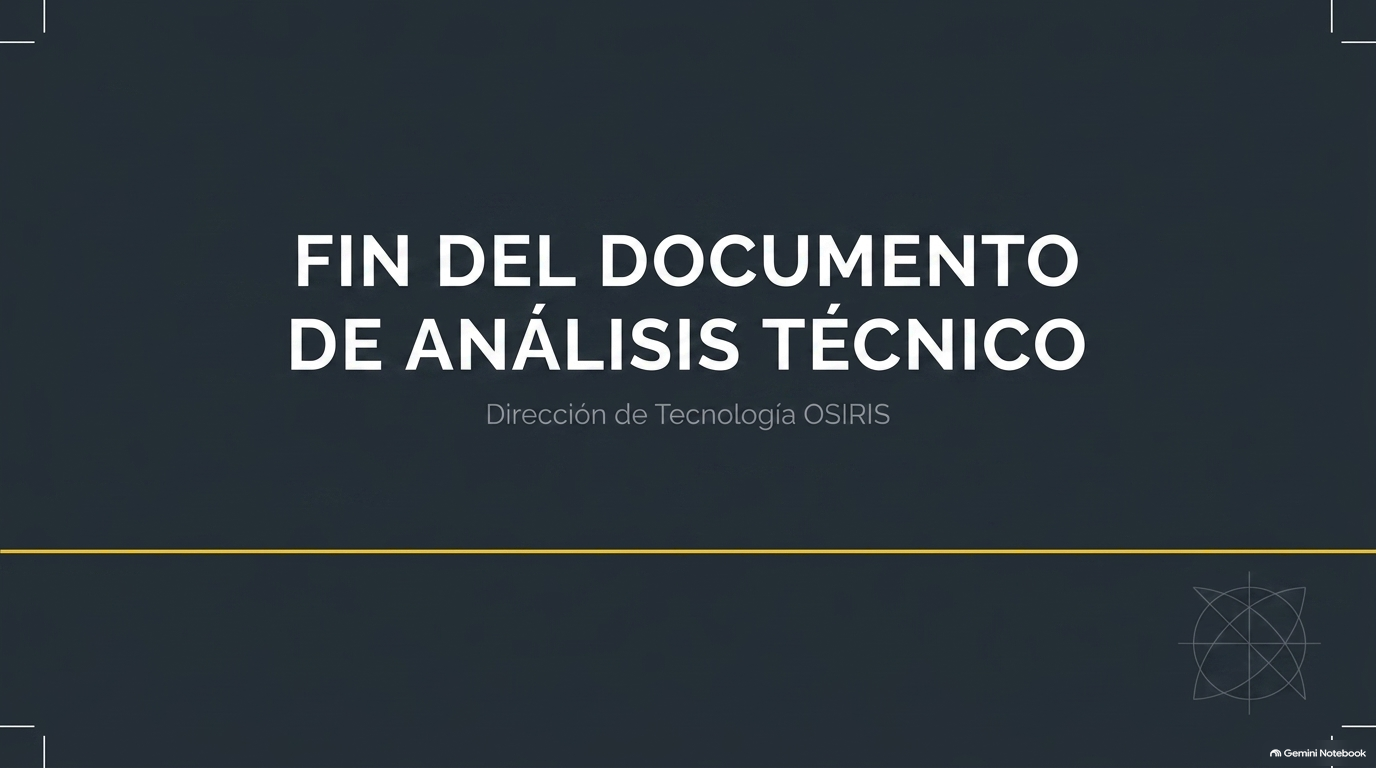 FIN DEL DOCUMENTO
DE ANÁLISIS TÉCNICO
Dirección de Tecnología OSIRIS
Gemini Notebook